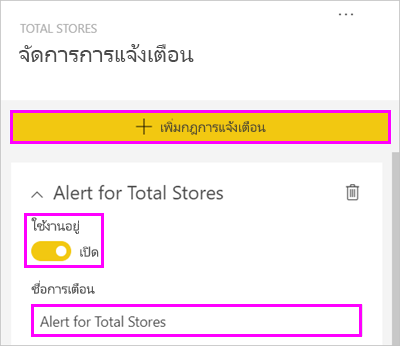 TOTAL STORES
จัดการการแจ้งเตือน
เพิ่มกฎการแจ้งเตือน
Alert for Total Stores
ใช้งานอยู่
เปิด
ชื่อการเตือน
Alert for Total Stores